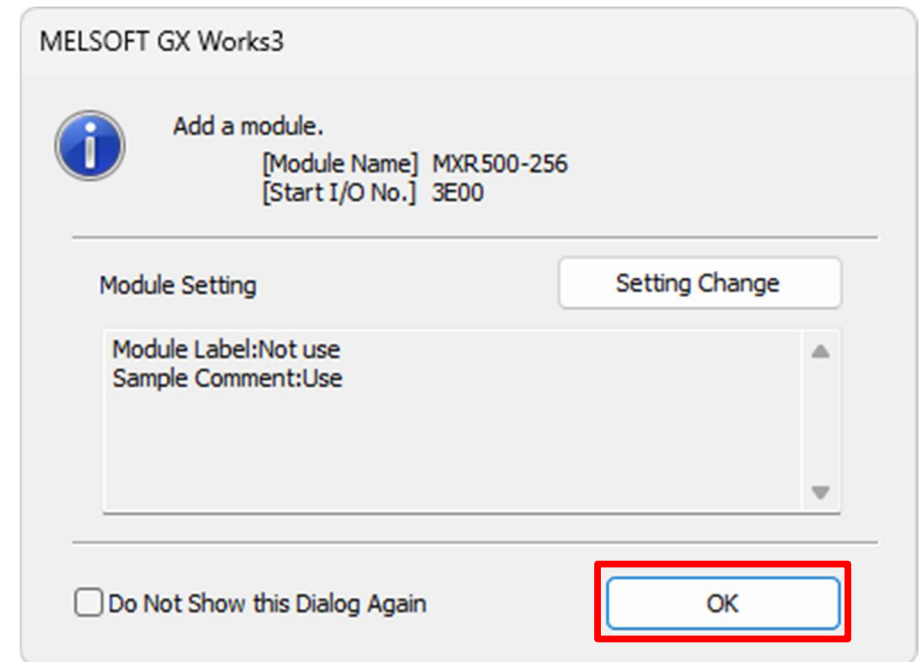 MELSOFT GX Works3
Add a module.
[Module Name] MXR500-256
[Start I/O No.] 3E00
Module Setting
Setting Change
Module Label:Not use
Sample Comment:Use
Do Not Show this Dialog Again
OK